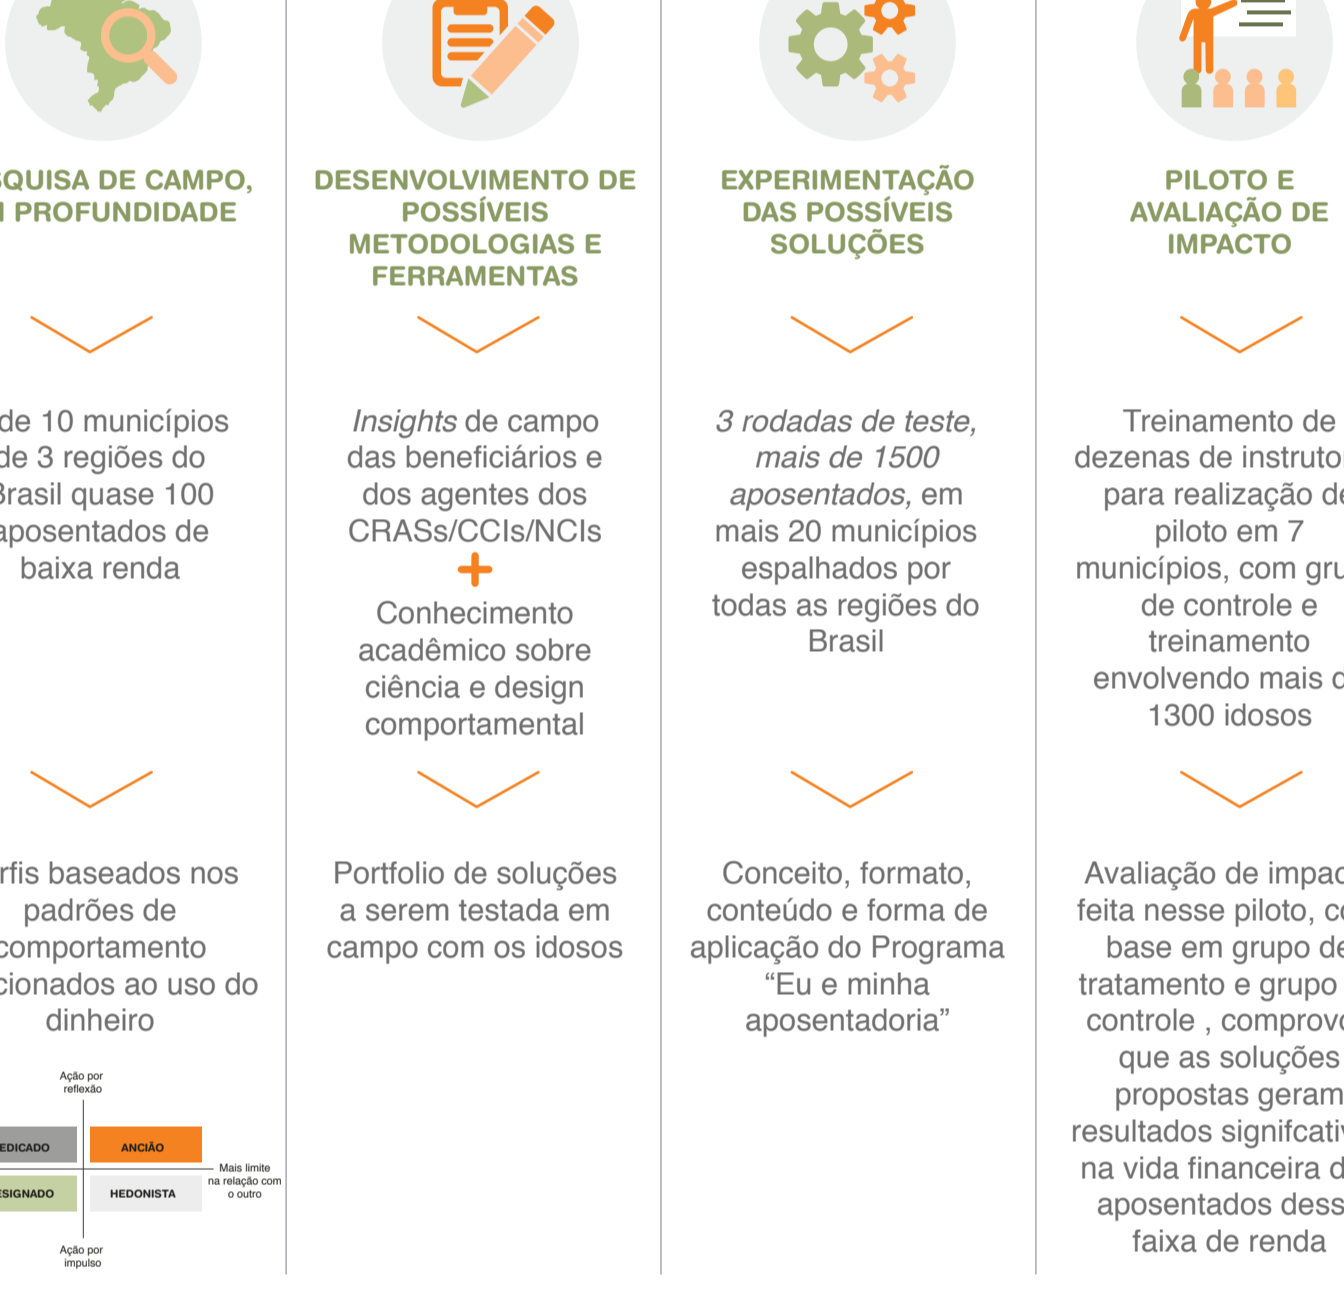 QUISA DE CAMPO,
PROFUNDIDADE
de 10 municípios
de 3 regiões do
Brasil quase 100
aposentados de
baixa renda
baseados nos
padrões de
comportamento
ao uso do
dinheiro
Ação por
reflexão
EDICADO
ANCIÃO
Mais limite
na relação com
o outro
SIGNADO
HEDONISTA
Ação por
impulso
DESENVOLVIMENTO DE
POSSÍVEIS
METODOLOGIAS E
FERRAMENTAS
Insights de campo
das beneficiários e
dos agentes dos
CRASs/CCIs/NCIs
+
Conhecimento
acadêmico sobre
ciência e design
comportamental
Portfolio de soluções
a serem testada em
campo com os idosos
EXPERIMENTAÇÃO
DAS POSSÍVEIS
SOLUÇÕES
3 rodadas de teste,
mais de 1500
aposentados, em
mais 20 municípios
espalhados por
todas as regiões do
Brasil
Conceito, formato,
conteúdo e forma de
aplicação do Programa
“Eu e minha
aposentadoria”
PILOTO E
AVALIAÇÃO DE
IMPACTO
Treinamento de
dezenas de instruto
para realização de
piloto em 7
municípios, com gru
de controle e
treinamento
envolvendo mais d
1300 idosos
Avaliação de impac
feita nesse piloto, co
base em grupo de
tratamento e grupo
controle , comprovo
que as soluções
propostas geram
resultados signifcativ
na vida financeira d
aposentados dess
faixa de renda